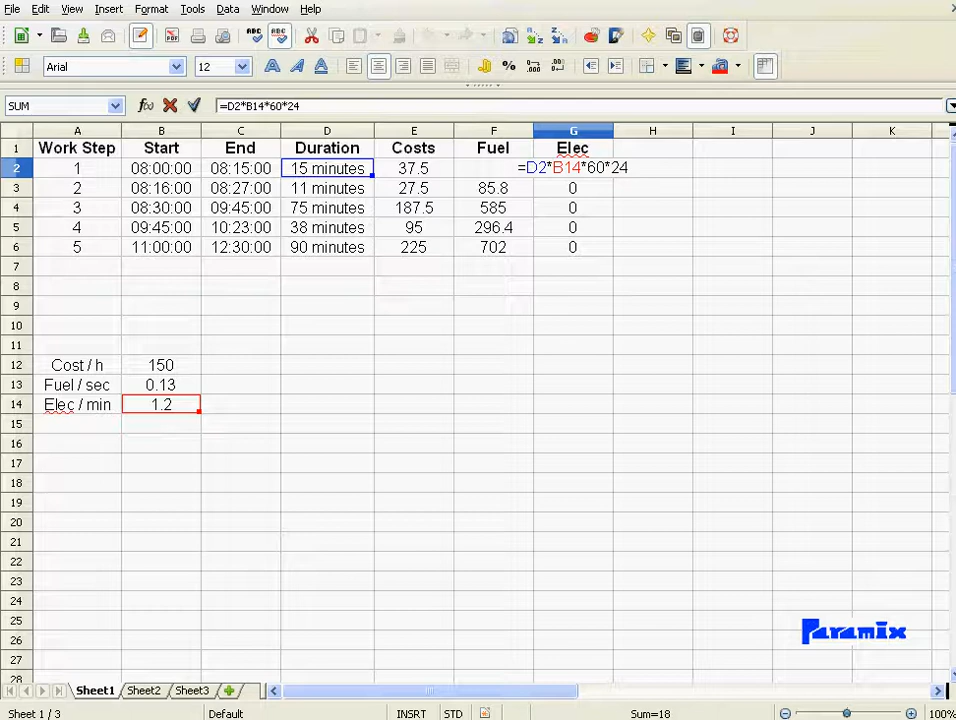 File Edit View Insert Format Tools Data Window Help
Arial 12
SUM =D2*B14*60*24
A B C D E F G H I J K
1 Work Step Start End Duration Costs Fuel Elec
2 1 08:00:00 08:15:00 15 minutes 37.5 =D2*B14*60*24
3 2 08:16:00 08:27:00 11 minutes 27.5 85.8 0
4 3 08:30:00 09:45:00 75 minutes 187.5 585 0
5 4 09:45:00 10:23:00 38 minutes 95 296.4 0
6 5 11:00:00 12:30:00 90 minutes 225 702 0
7
8
9
10
11
12 Cost / h 150
13 Fuel / sec 0.13
14 Elec / min 1.2
15
16
17
18
19
20
21
22
23
24
25
26
27
28
Paramix
Sheet1 Sheet2 Sheet3
Sheet 1 / 3 Default INSRT STD Sum=18 100%